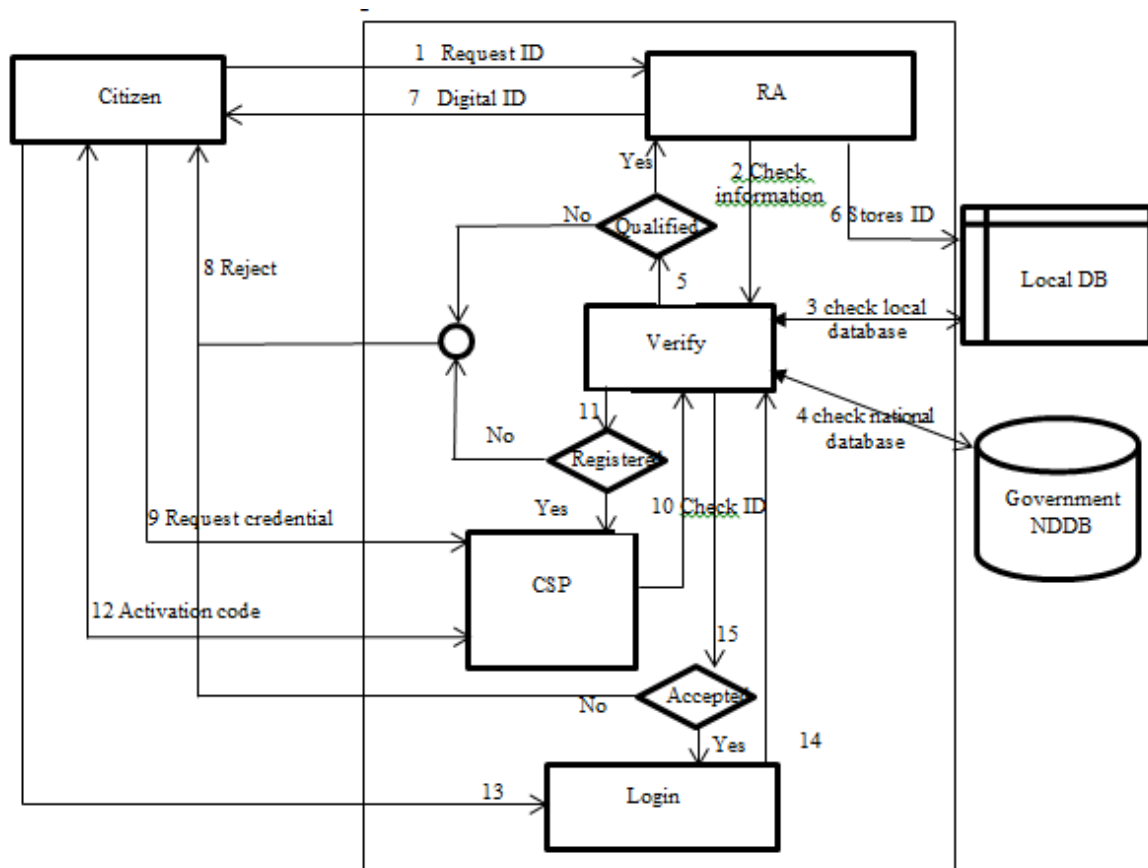 1 Request ID
Citizen
RA
7 Digital ID
Yes
2 Check
information
No
Qualified
6 Stores ID
8 Reject
5
Local DB
3 check local
database
Verify
11
4 check national
database
No
Registered
Government
NDDB
Yes
10 Check ID
9 Request credential
CSP
12 Activation code
15
Accepted
No
Yes
14
13
Login